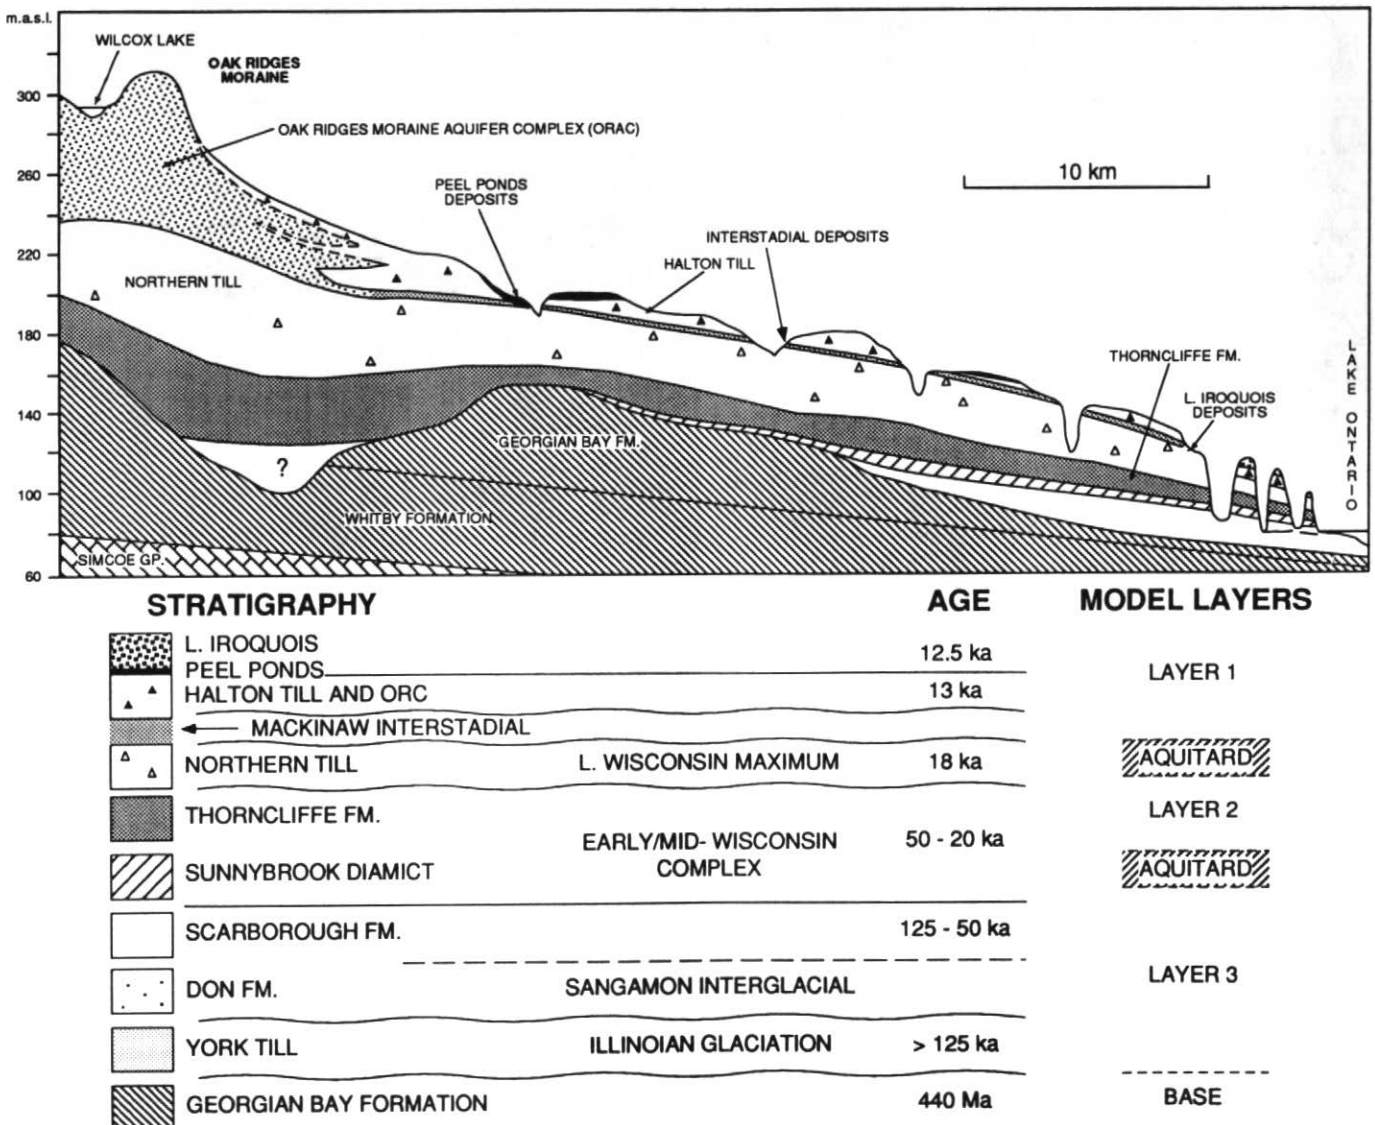 m.a.s.l.
WILCOX LAKE
OAK RIDGES
MORAINE
300
OAK RIDGES MORAINE AQUIFER COMPLEX (ORAC)
260
10 km
PEEL PONDS
DEPOSITS
INTERSTADIAL DEPOSITS
220
HALTON TILL
NORTHERN TILL
180
THORNCLIFFE FM.
LAKE ONTARIO
L. IROQUOIS
DEPOSITS
140
GEORGIAN BAY FM.
?
100
WHITBY FORMATION
SIMCOE GP.
60
STRATIGRAPHY AGE MODEL LAYERS
L. IROQUOIS 12.5 ka
PEEL PONDS LAYER 1
HALTON TILL AND ORC 13 ka
MACKINAW INTERSTADIAL
NORTHERN TILL L. WISCONSIN MAXIMUM 18 ka AQUITARD
THORNCLIFFE FM. LAYER 2
EARLY/MID- WISCONSIN 50 - 20 ka
COMPLEX
SUNNYBROOK DIAMICT AQUITARD
SCARBOROUGH FM. 125 - 50 ka
DON FM. SANGAMON INTERGLACIAL LAYER 3
YORK TILL ILLINOIAN GLACIATION > 125 ka
GEORGIAN BAY FORMATION 440 Ma BASE